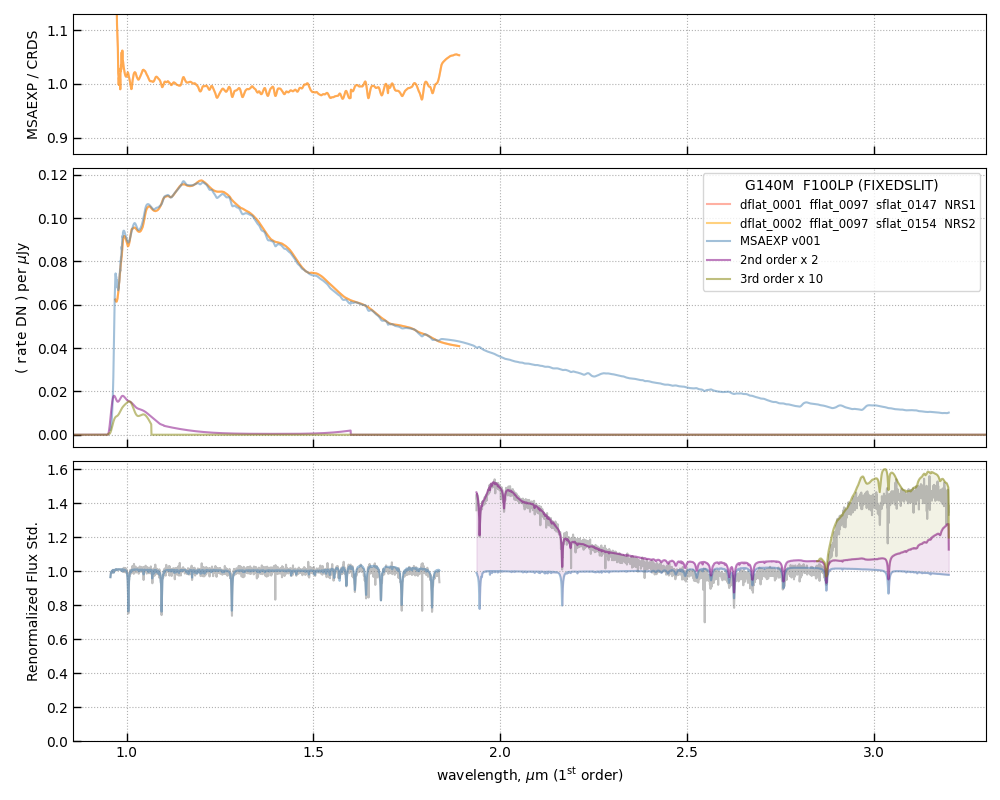 MSAEXP / CRDS
1.1
1.0
0.9
( rate DN ) per μJy
0.12
0.10
0.08
0.06
0.04
0.02
0.00
G140M F100LP (FIXEDSLIT)
dflat_0001 fflat_0097 sflat_0147 NRS1
dflat_0002 fflat_0097 sflat_0154 NRS2
MSAEXP v001
2nd order x 2
3rd order x 10
Renormalized Flux Std.
1.6
1.4
1.2
1.0
0.8
0.6
0.4
0.2
0.0
1.0 1.5 2.0 2.5 3.0
wavelength, μm (1st order)